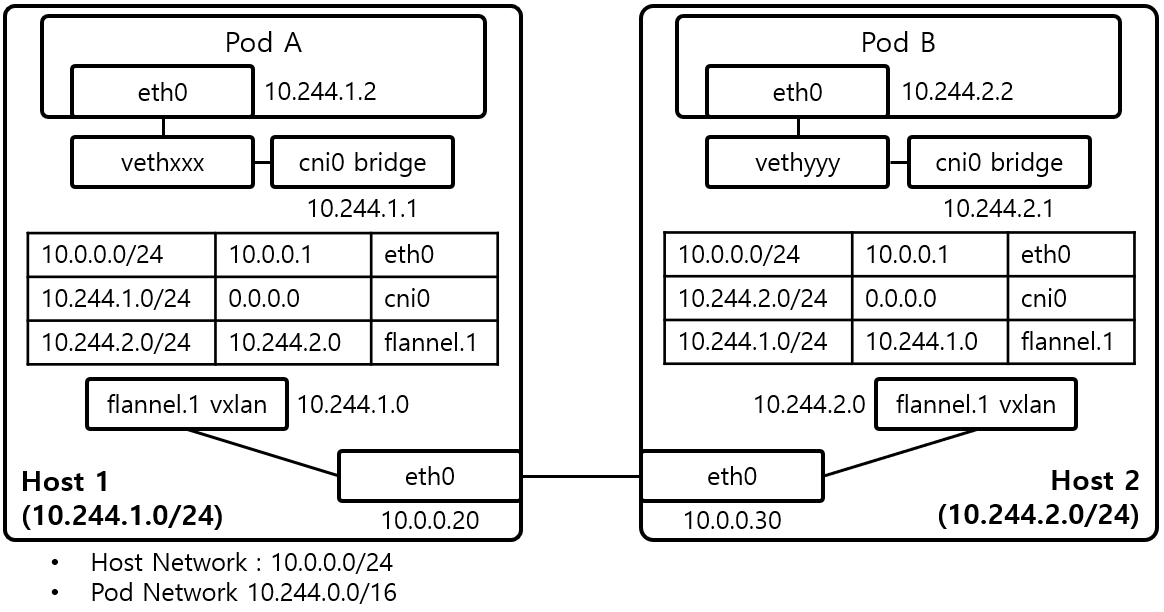 Pod A
eth0 10.244.1.2
vethxxx cni0 bridge
10.244.1.1
10.0.0.0/24 10.0.0.1 eth0
10.244.1.0/24 0.0.0.0 cni0
10.244.2.0/24 10.244.2.0 flannel.1
flannel.1 vxlan 10.244.1.0
eth0
Host 1
(10.244.1.0/24)
10.0.0.20
Pod B
eth0 10.244.2.2
vethyyy cni0 bridge
10.244.2.1
10.0.0.0/24 10.0.0.1 eth0
10.244.2.0/24 0.0.0.0 cni0
10.244.1.0/24 10.244.1.0 flannel.1
10.244.2.0 flannel.1 vxlan
eth0
Host 2
(10.244.2.0/24)
10.0.0.30
• Host Network : 10.0.0.0/24
• Pod Network 10.244.0.0/16